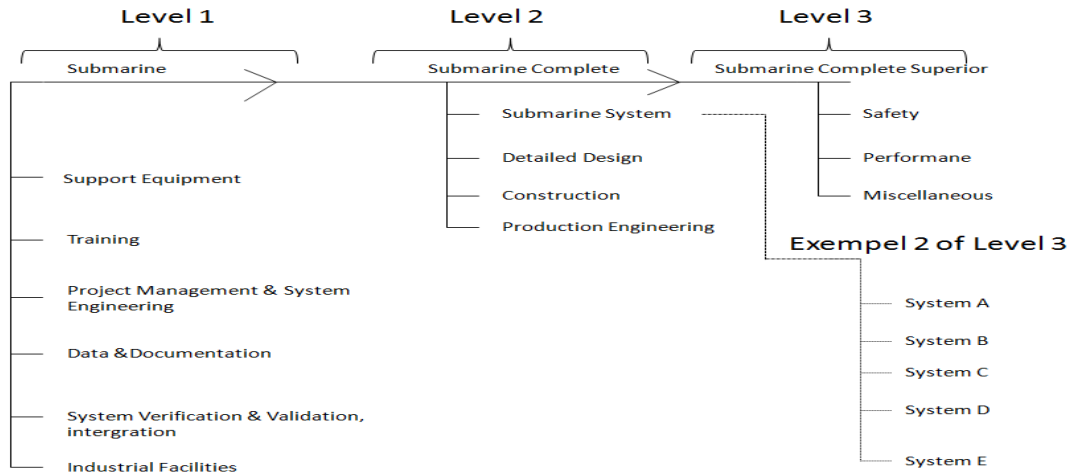 Level 1
Level 2
Level 3
Submarine
Submarine Complete
Submarine Complete Superior
Submarine System
Safety
Detailed Design
Performane
Support Equipment
Construction
Miscellaneous
Production Engineering
Training
Exempel 2 of Level 3
Project Management & System
Engineering
System A
System B
Data &Documentation
System C
System D
System Verification & Validation,
intergration
System E
Industrial Facilities